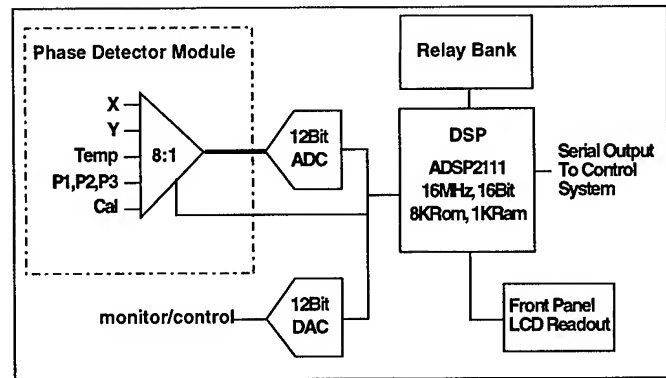 Phase Detector Module
X
Y
Temp
P1,P2,P3
Cal
8:1
12Bit
ADC
monitor/control
12Bit
DAC
Relay Bank
DSP
ADSP2111
16MHz, 16Bit
8KRom, 1KRam
Serial Output
To Control
System
Front Panel
LCD Readout